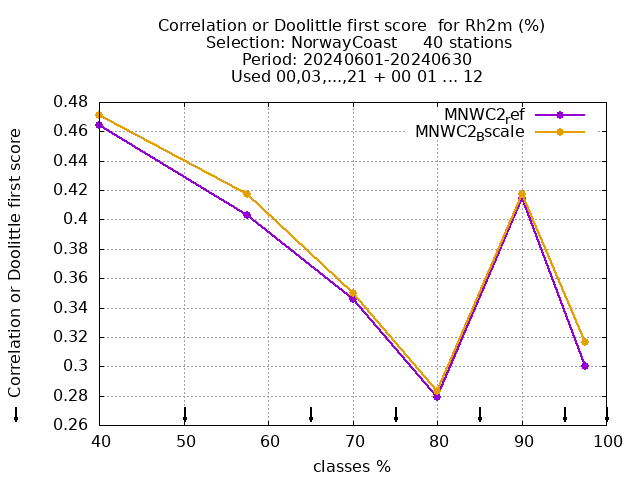 Correlation or Doolittle first score  for Rh2m (%)
Selection: NorwayCoast     40 stations
Period: 20240601-20240630
Used 00,03,...,21 + 00 01 ... 12
MNWC2ref
MNWC2Bscale
Correlation or Doolittle first score
0.48
0.46
0.44
0.42
0.4
0.38
0.36
0.34
0.32
0.3
0.28
0.26
40 50 60 70 80 90 100
classes %